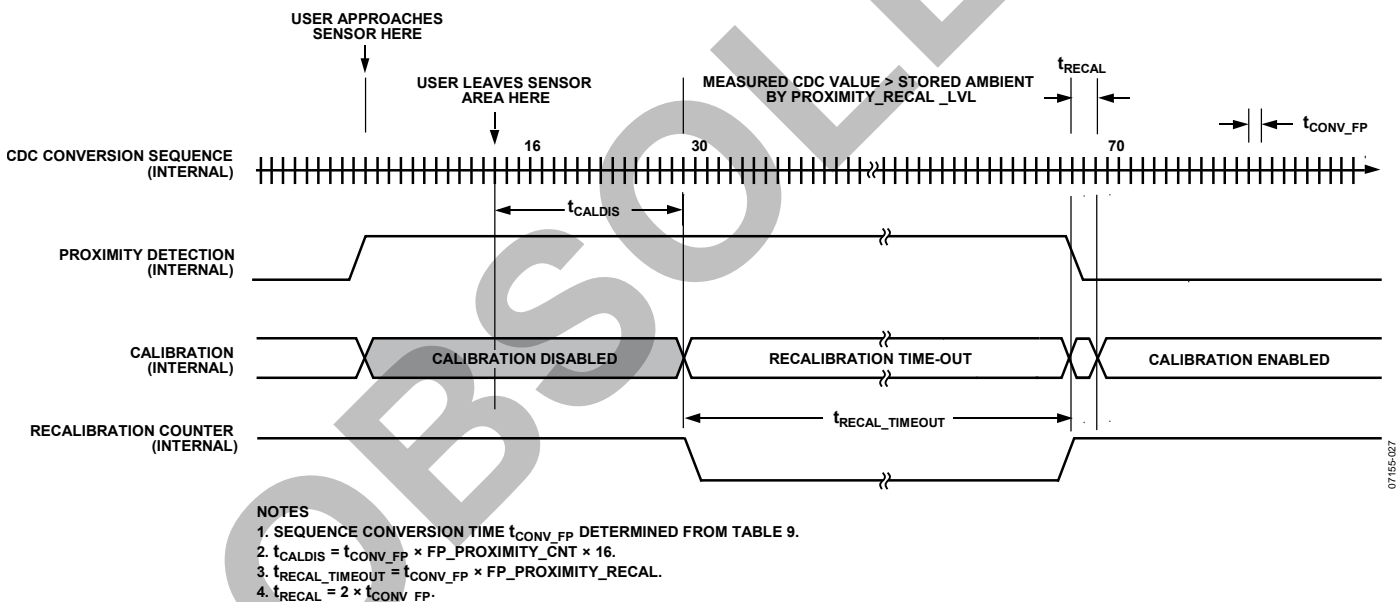 USER APPROACHES
SENSOR HERE
USER LEAVES SENSOR
AREA HERE
MEASURED CDC VALUE > STORED AMBIENT
BY PROXIMITY_RECAL _LVL
tRECAL
tCONV_FP
CDC CONVERSION SEQUENCE
(INTERNAL)
16
30
70
tCALDIS
PROXIMITY DETECTION
(INTERNAL)
CALIBRATION
(INTERNAL)
CALIBRATION DISABLED
RECALIBRATION TIME-OUT
CALIBRATION ENABLED
RECALIBRATION COUNTER
(INTERNAL)
tRECAL_TIMEOUT
07155-027
NOTES
1. SEQUENCE CONVERSION TIME tCONV_FP DETERMINED FROM TABLE 9.
2. tCALDIS = tCONV_FP × FP_PROXIMITY_CNT × 16.
3. tRECAL_TIMEOUT = tCONV_FP × FP_PROXIMITY_RECAL.
4. tRECAL = 2 × tCONV_FP.
OBSOLE